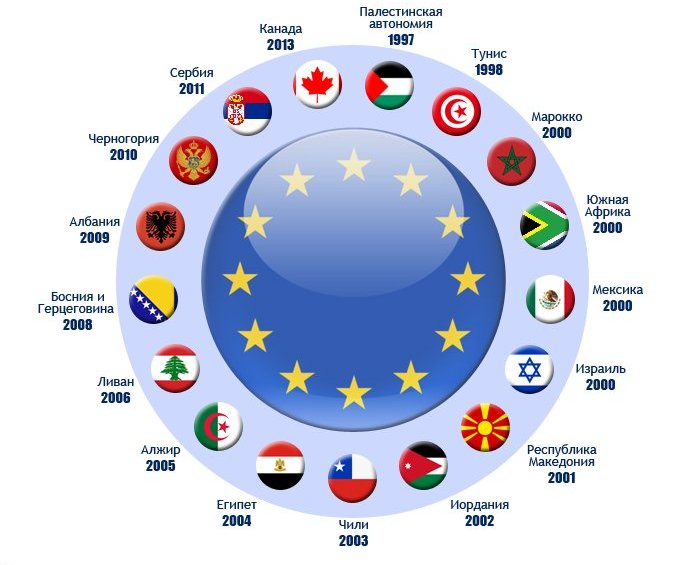 Палестинская
автономия
1997
Тунис
1998
Марокко
2000
Южная
Африка
2000
Мексика
2000
Израиль
2000
Республика
Македония
2001
Иордания
2002
Чили
2003
Египет
2004
Алжир
2005
Ливан
2006
Босния и
Герцеговина
2008
Албания
2009
Черногория
2010
Сербия
2011
Канада
2013